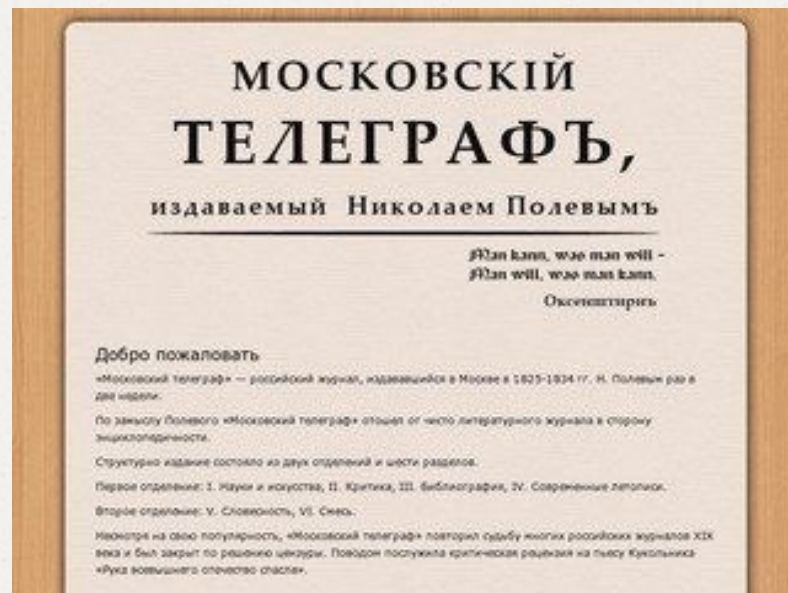 МОСКОВСКІЙ
ТЕЛЕГРАФЪ,
издаваемый Николаем Полевымъ
Man kann, was man will –
Man will, was man kann.
Оксенштирнъ
Добро пожаловать
«Московский телеграф» — российский журнал, издававшийся в Москве в 1825-1834 гг. Н. Полевым раз в
две недели.
По замыслу Полевого «Московский телеграф» отошел от чисто литературного журнала в сторону
энциклопедичности.
Структурно издание состояло из двух отделений и шести разделов.
Первое отделение: I. Науки и искусства, II. Критика, III. Библиография, IV. Современные летописи.
Второе отделение: V. Словесность, VI. Смесь.
Несмотря на свою популярность, «Московский телеграф» повторил судьбу многих российских журналов XIX
века и был закрыт по решению цензуры. Поводом послужила критическая рецензия на пьесу Кукольника
«Рука всевышнего отечество спасла».